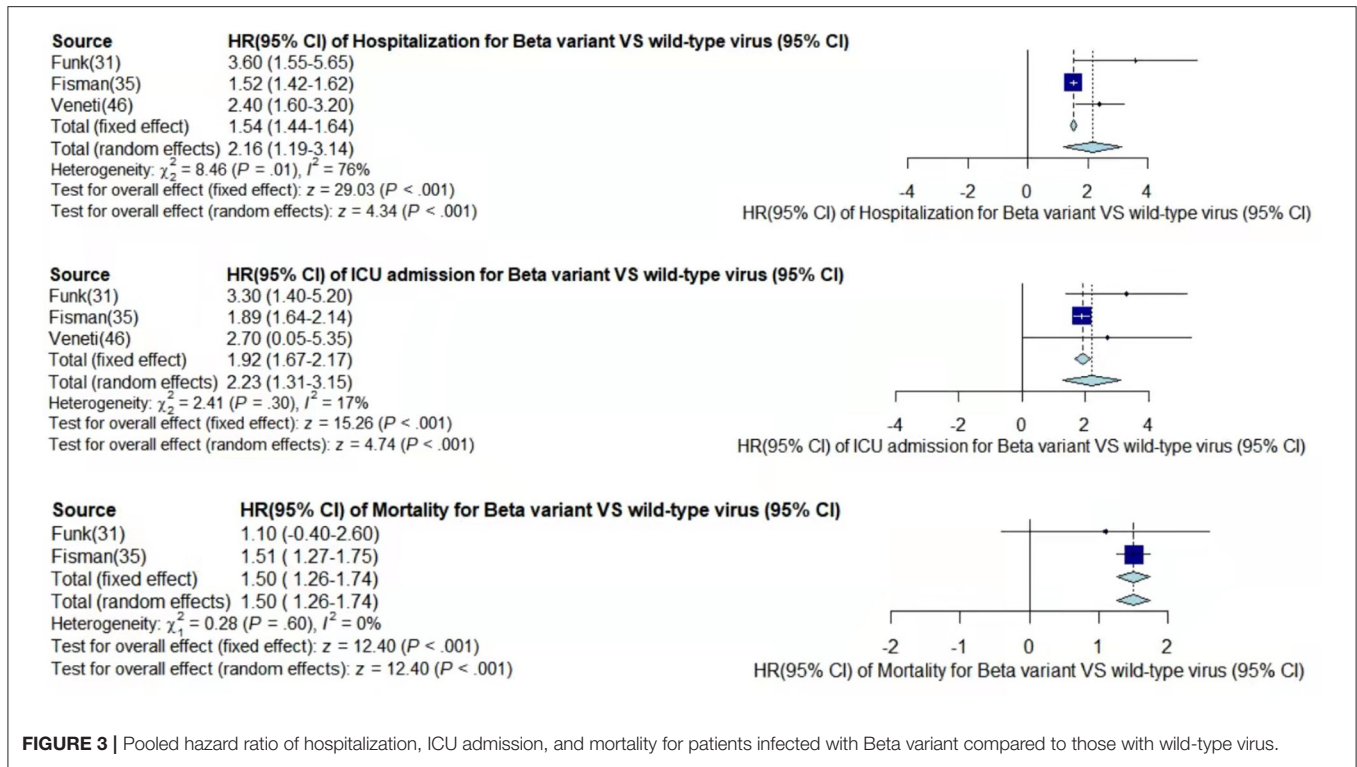 Source HR(95% CI) of Hospitalization for Beta variant VS wild-type virus (95% CI)
Funk(31) 3.60 (1.55-5.65)
Fisman(35) 1.52 (1.42-1.62)
Veneti(46) 2.40 (1.60-3.20)
Total (fixed effect) 1.54 (1.44-1.64)
Total (random effects) 2.16 (1.19-3.14)
Heterogeneity: χ²₂ = 8.46 (P = .01), I² = 76%
Test for overall effect (fixed effect): z = 29.03 (P < .001)
Test for overall effect (random effects): z = 4.34 (P < .001)
-4 -2 0 2 4
HR(95% CI) of Hospitalization for Beta variant VS wild-type virus (95% CI)
Source HR(95% CI) of ICU admission for Beta variant VS wild-type virus (95% CI)
Funk(31) 3.30 (1.40-5.20)
Fisman(35) 1.89 (1.64-2.14)
Veneti(46) 2.70 (0.05-5.35)
Total (fixed effect) 1.92 (1.67-2.17)
Total (random effects) 2.23 (1.31-3.15)
Heterogeneity: χ²₂ = 2.41 (P = .30), I² = 17%
Test for overall effect (fixed effect): z = 15.26 (P < .001)
Test for overall effect (random effects): z = 4.74 (P < .001)
-4 -2 0 2 4
HR(95% CI) of ICU admission for Beta variant VS wild-type virus (95% CI)
Source HR(95% CI) of Mortality for Beta variant VS wild-type virus (95% CI)
Funk(31) 1.10 (-0.40-2.60)
Fisman(35) 1.51 ( 1.27-1.75)
Total (fixed effect) 1.50 ( 1.26-1.74)
Total (random effects) 1.50 ( 1.26-1.74)
Heterogeneity: χ²₁ = 0.28 (P = .60), I² = 0%
Test for overall effect (fixed effect): z = 12.40 (P < .001)
Test for overall effect (random effects): z = 12.40 (P < .001)
-2 -1 0 1 2
HR(95% CI) of Mortality for Beta variant VS wild-type virus (95% CI)
FIGURE 3 | Pooled hazard ratio of hospitalization, ICU admission, and mortality for patients infected with Beta variant compared to those with wild-type virus.